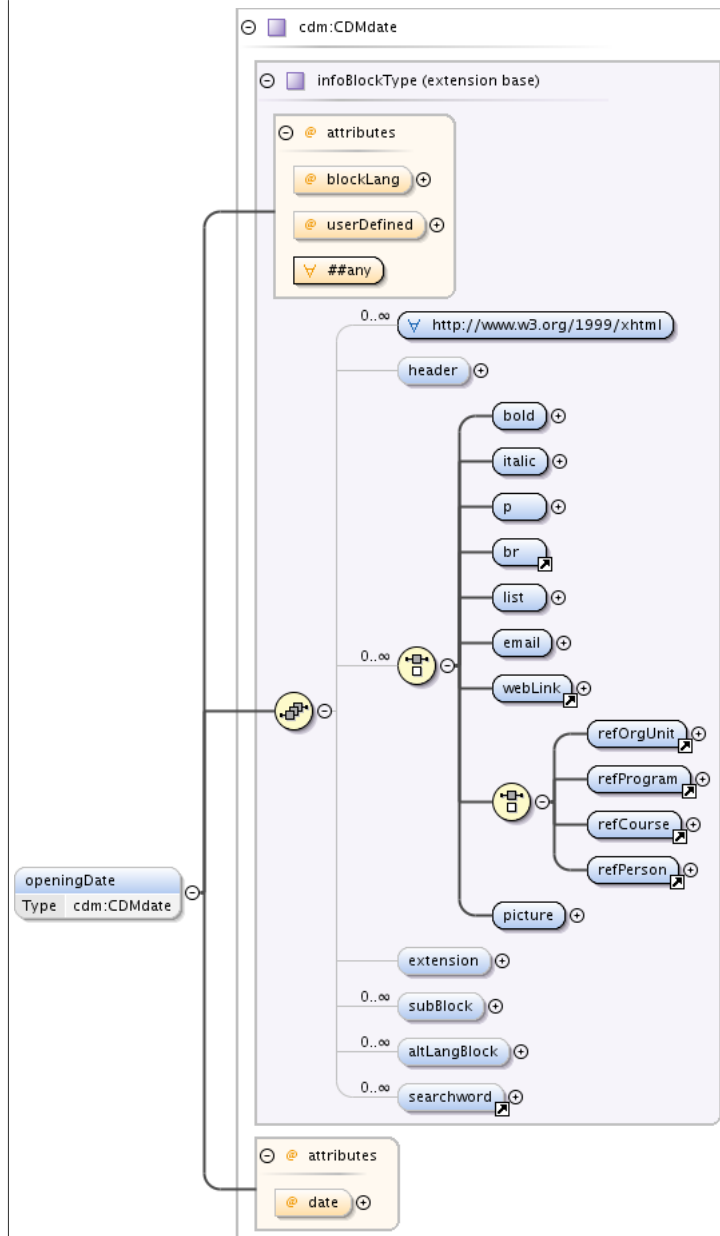 cdm:CDMdate
infoBlockType (extension base)
@ attributes
@ blockLang
@ userDefined
∀ ##any
0..∞
∀ http://www.w3.org/1999/xhtml
header
bold
italic
p
br
list
email
0..∞
webLink
refOrgUnit
refProgram
refCourse
refPerson
openingDate
Type cdm:CDMdate
picture
extension
0..∞
subBlock
0..∞
altLangBlock
0..∞
searchword
@ attributes
@ date